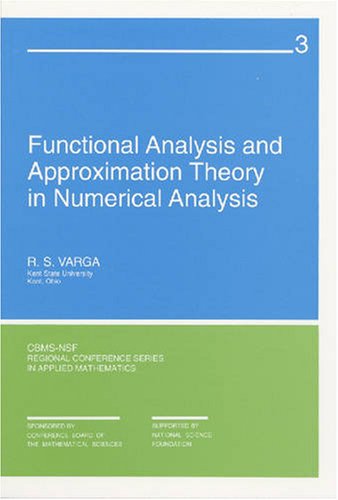 3
Functional Analysis and
Approximation Theory
in Numerical Analysis
R. S. VARGA
Kent State University
Kent, Ohio
CBMS-NSF
REGIONAL CONFERENCE SERIES
IN APPLIED MATHEMATICS
SPONSORED BY
CONFERENCE BOARD OF
THE MATHEMATICAL SCIENCES
SUPPORTED BY
NATIONAL SCIENCE
FOUNDATION